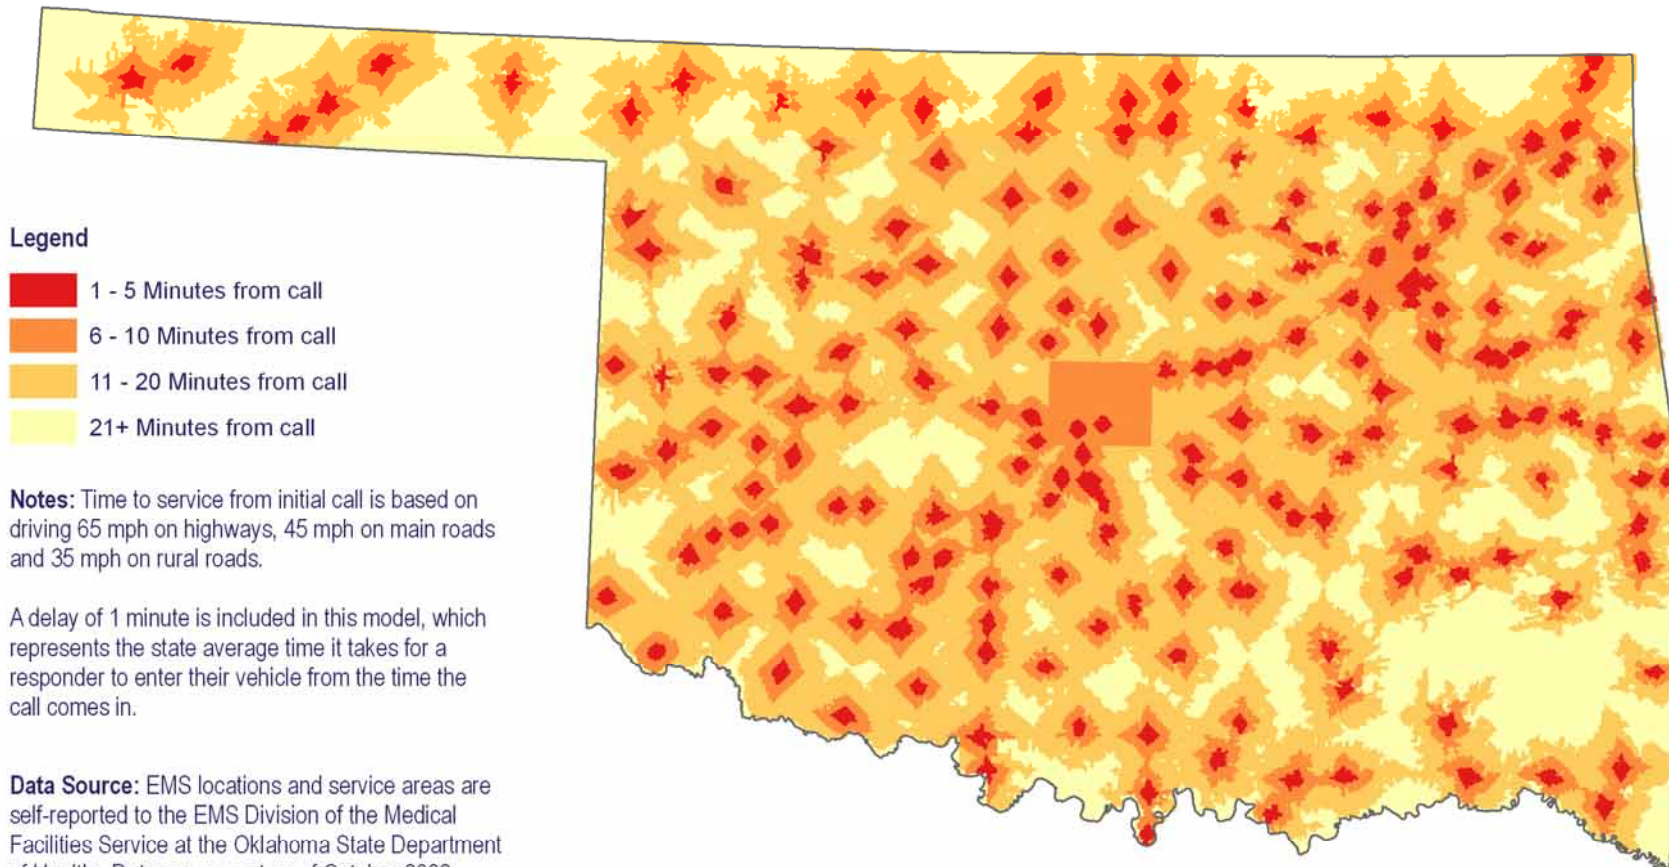 Legend
1 - 5 Minutes from call
6 - 10 Minutes from call
11 - 20 Minutes from call
21+ Minutes from call
Notes: Time to service from initial call is based on
driving 65 mph on highways, 45 mph on main roads
and 35 mph on rural roads.
A delay of 1 minute is included in this model, which
represents the state average time it takes for a
responder to enter their vehicle from the time the
call comes in.
Data Source: EMS locations and service areas are
self-reported to the EMS Division of the Medical
Facilities Service at the Oklahoma State Department